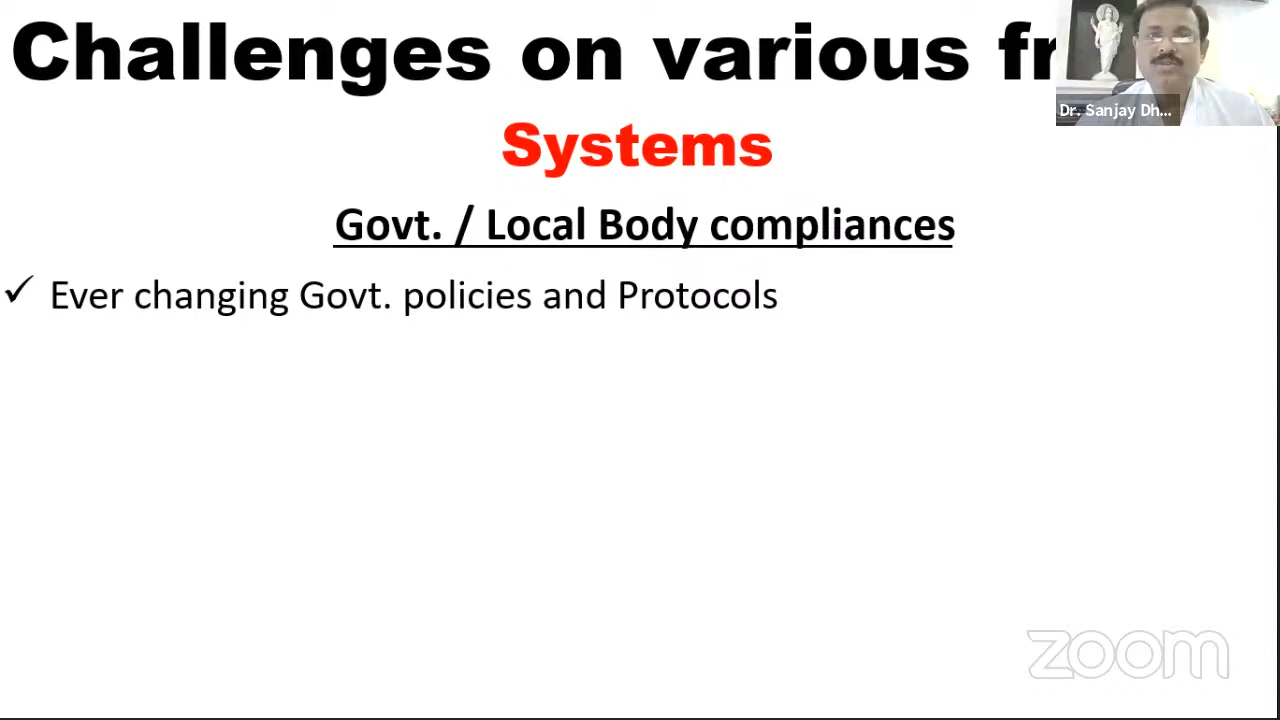 Challenges on various fr
Dr. Sanjay Dh...
Systems
Govt. / Local Body compliances
✓ Ever changing Govt. policies and Protocols
zoom